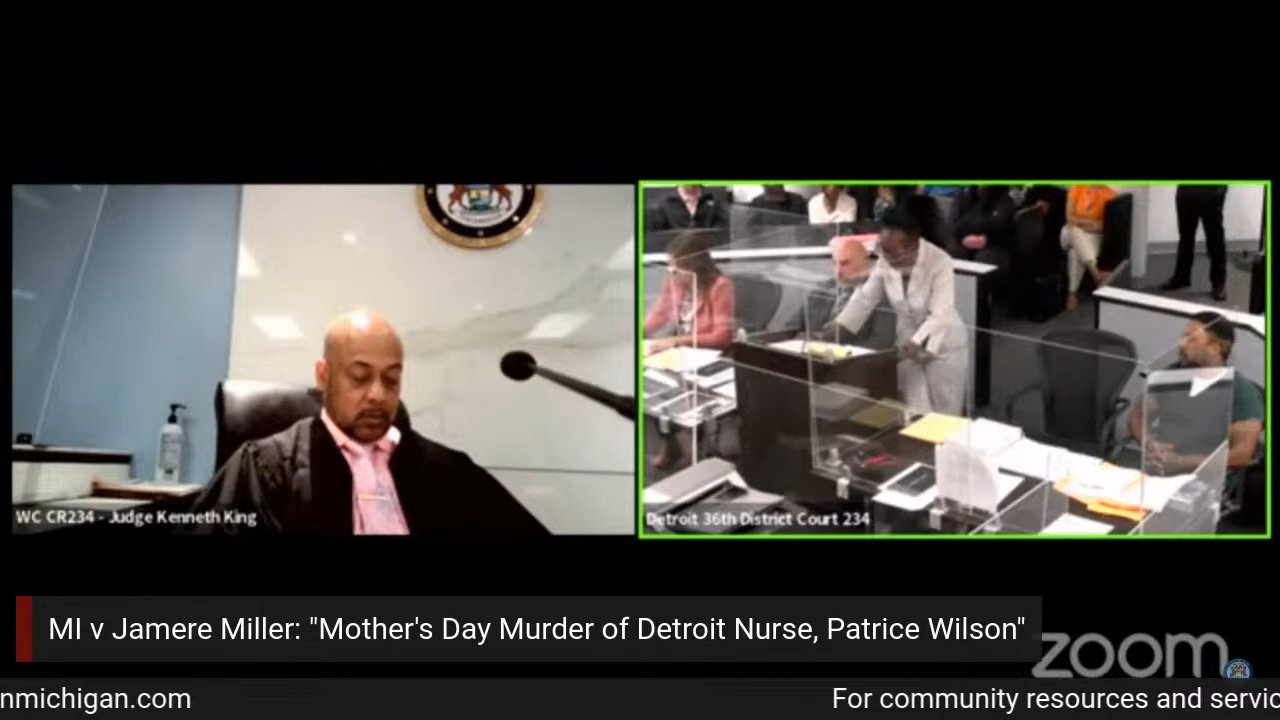 WC CR234 - Judge Kenneth King
Detroit 36th District Court 234
MI v Jamere Miller: "Mother's Day Murder of Detroit Nurse, Patrice Wilson"
zoom
nmichigan.com
For community resources and servic